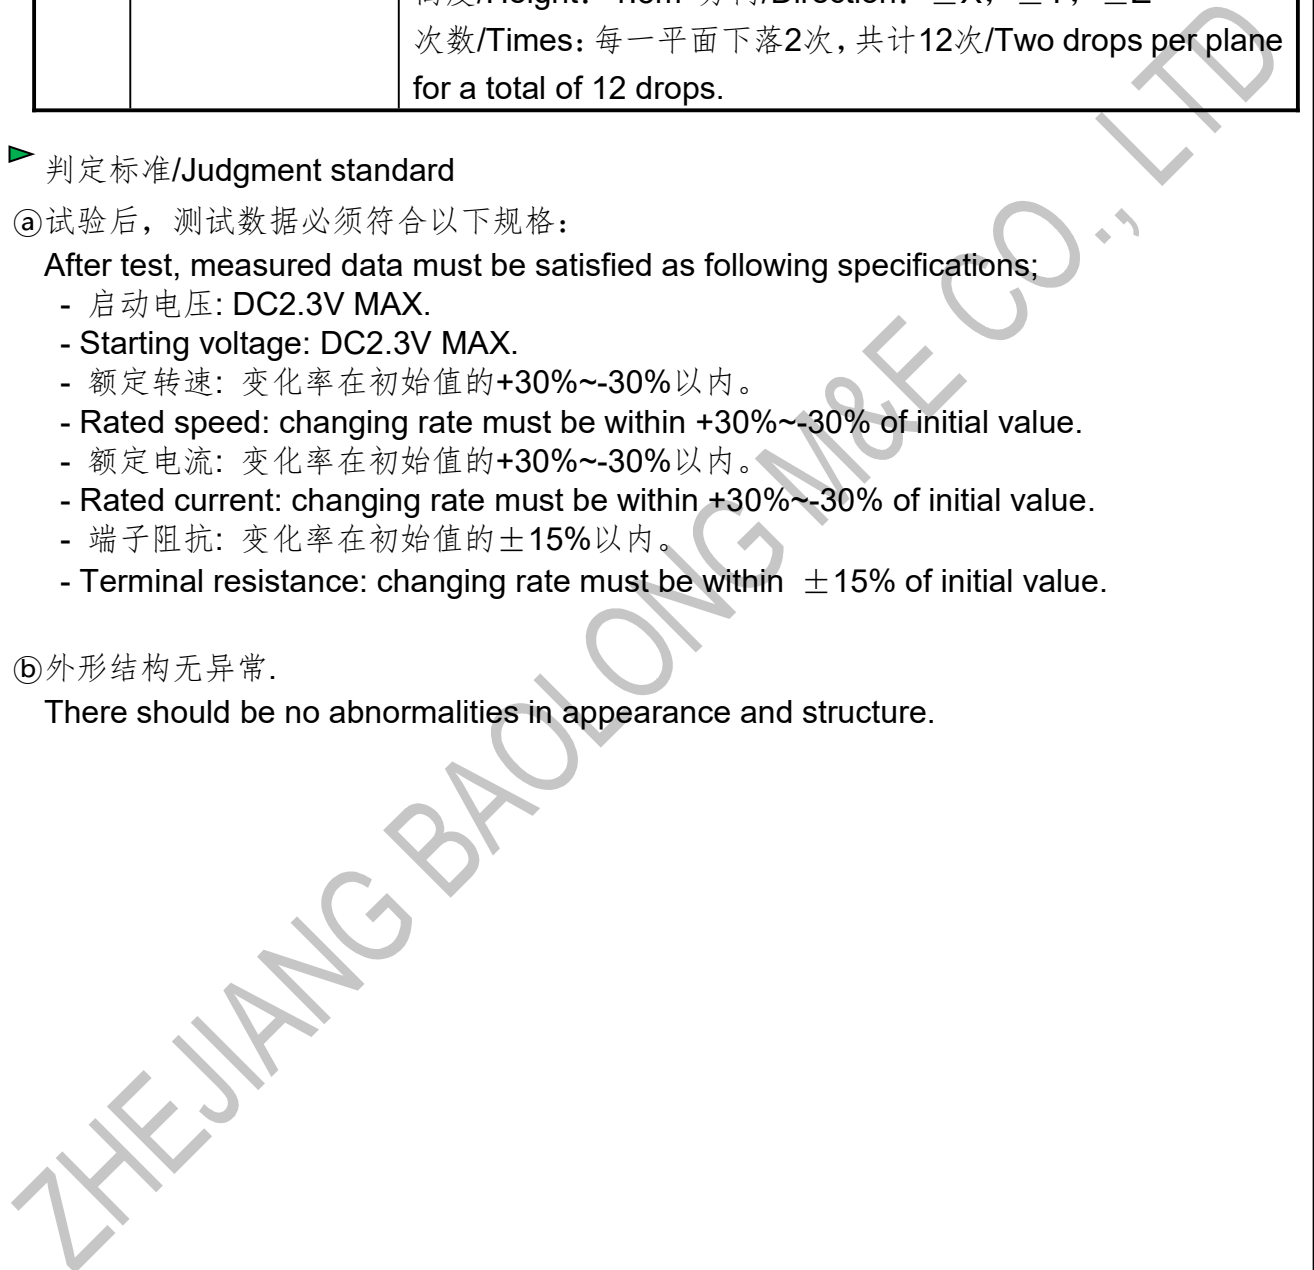 次数/Times：每一平面下落2次，共计12次/Two drops per plane
for a total of 12 drops.
判定标准/Judgment standard
ⓐ试验后，测试数据必须符合以下规格：
After test, measured data must be satisfied as following specifications;
- 启动电压: DC2.3V MAX.
- Starting voltage: DC2.3V MAX.
- 额定转速: 变化率在初始值的+30%~-30%以内。
- Rated speed: changing rate must be within +30%~-30% of initial value.
- 额定电流: 变化率在初始值的+30%~-30%以内。
- Rated current: changing rate must be within +30%~-30% of initial value.
- 端子阻抗: 变化率在初始值的±15%以内。
- Terminal resistance: changing rate must be within ±15% of initial value.
ⓑ外形结构无异常.
There should be no abnormalities in appearance and structure.
ZHEJIANG BAOLONG M&E CO., LTD